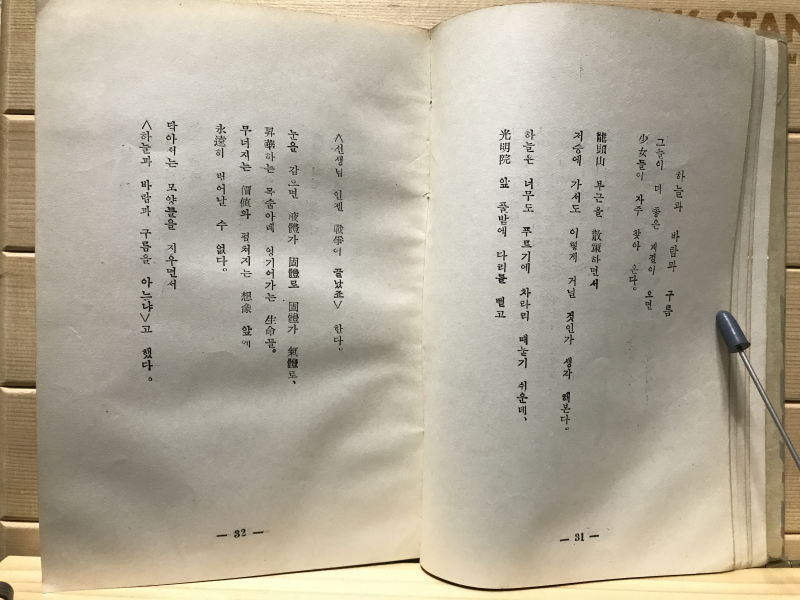 하늘과 바람과 구름
그늘이 더 좋은 계절이 오면
少女들이 자주 찾아 온다。
龍頭山 부근을 散策하면서
저승에 가서도 이렇게 거닐 것인가 생각 해본다。
하늘은 너무도 푸르기에 차라리 때묻기 쉬운데、
光明院 앞 풀밭에 다리를 뻗고
— 31 —
<선생님 인젠 戰爭이 끝났죠> 한다。
눈을 감으면 液體가 固體로 固體가 氣體로、
昇華하는 목숨아래 엉기어가는 生命꼴。
무너지는 價値와 펼쳐지는 想像 앞에
永遠히 벗어날 수 없다。
닥아서는 모양들을 지우면서
<하늘과 바람과 구름을 아느냐>고 했다。
— 32 —
STAN